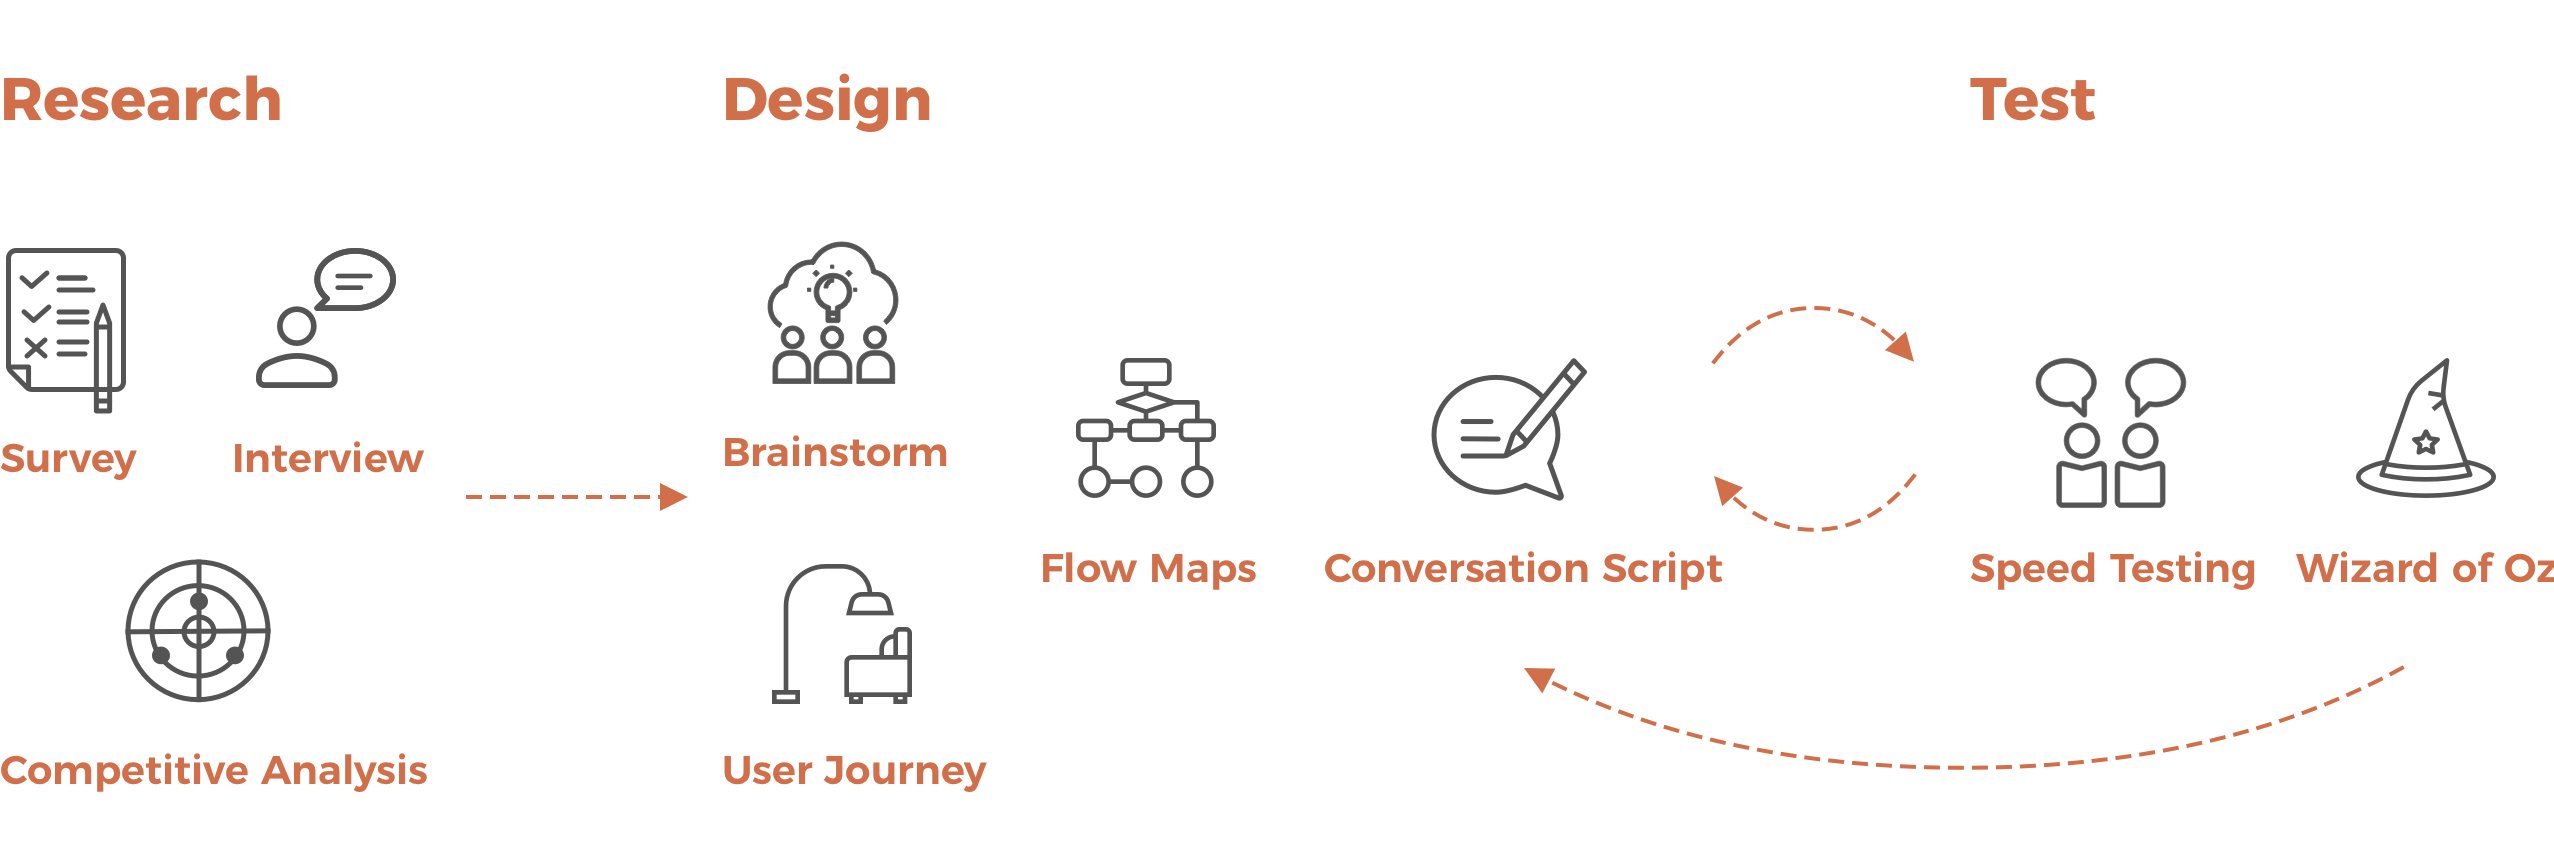 Research
Design
Test
Survey
Interview
Competitive Analysis
Brainstorm
User Journey
Flow Maps
Conversation Script
Speed Testing
Wizard of Oz